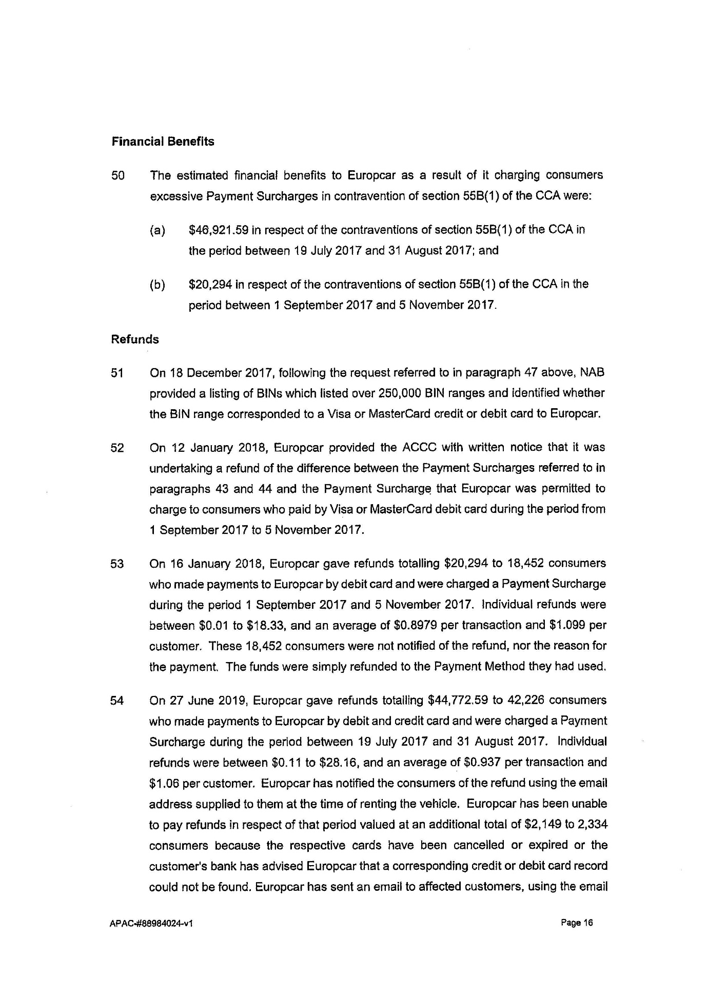 Financial Benefits
50 The estimated financial benefits to Europcar as a result of it charging consumers
excessive Payment Surcharges in contravention of section 55B(1) of the CCA were:
(a) $46,921.59 in respect of the contraventions of section 55B(1) of the CCA in
the period between 19 July 2017 and 31 August 2017; and
(b) $20,294 in respect of the contraventions of section 55B(1) of the CCA in the
period between 1 September 2017 and 5 November 2017.
Refunds
51 On 18 December 2017, following the request referred to in paragraph 47 above, NAB
provided a listing of BINs which listed over 250,000 BIN ranges and identified whether
the BIN range corresponded to a Visa or MasterCard credit or debit card to Europcar.
52 On 12 January 2018, Europcar provided the ACCC with written notice that it was
undertaking a refund of the difference between the Payment Surcharges referred to in
paragraphs 43 and 44 and the Payment Surcharge that Europcar was permitted to
charge to consumers who paid by Visa or MasterCard debit card during the period from
1 September 2017 to 5 November 2017.
53 On 16 January 2018, Europcar gave refunds totalling $20,294 to 18,452 consumers
who made payments to Europcar by debit card and were charged a Payment Surcharge
during the period 1 September 2017 and 5 November 2017. Individual refunds were
between $0.01 to $18.33, and an average of $0.8979 per transaction and $1.099 per
customer. These 18,452 consumers were not notified of the refund, nor the reason for
the payment. The funds were simply refunded to the Payment Method they had used.
54 On 27 June 2019, Europcar gave refunds totalling $44,772.59 to 42,226 consumers
who made payments to Europcar by debit and credit card and were charged a Payment
Surcharge during the period between 19 July 2017 and 31 August 2017. Individual
refunds were between $0.11 to $28.16, and an average of $0.937 per transaction and
$1.06 per customer. Europcar has notified the consumers of the refund using the email
address supplied to them at the time of renting the vehicle. Europcar has been unable
to pay refunds in respect of that period valued at an additional total of $2,149 to 2,334
consumers because the respective cards have been cancelled or expired or the
customer's bank has advised Europcar that a corresponding credit or debit card record
could not be found. Europcar has sent an email to affected customers, using the email
APAC-#88984024-v1 Page 16